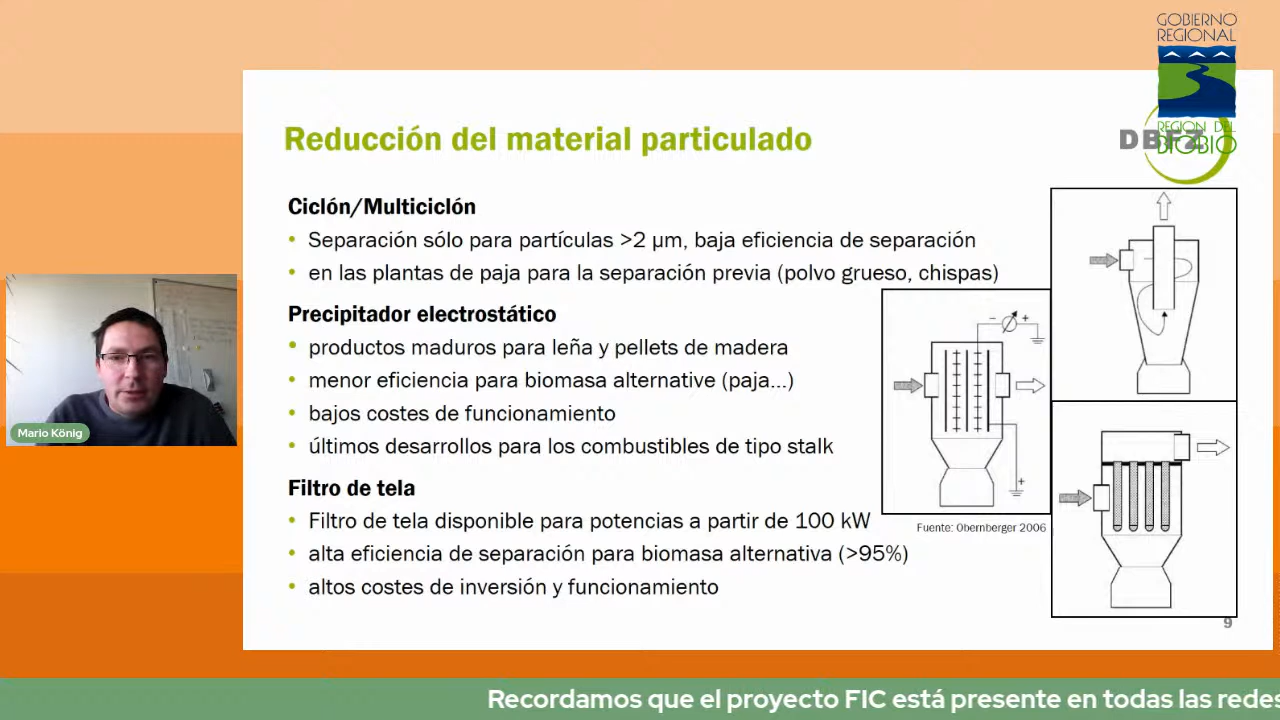 GOBIERNO
REGIONAL
REGION DEL
BIOBIO
DBFZ
Reducción del material particulado
Ciclón/Multiciclón
• Separación sólo para partículas >2 µm, baja eficiencia de separación
• en las plantas de paja para la separación previa (polvo grueso, chispas)
Precipitador electrostático
• productos maduros para leña y pellets de madera
• menor eficiencia para biomasa alternative (paja...)
• bajos costes de funcionamiento
• últimos desarrollos para los combustibles de tipo stalk
Filtro de tela
• Filtro de tela disponible para potencias a partir de 100 kW
• alta eficiencia de separación para biomasa alternativa (>95%)
• altos costes de inversión y funcionamiento
− +
+
Fuente: Obernberger 2006
9
Mario König
Recordamos que el proyecto FIC está presente en todas las redes